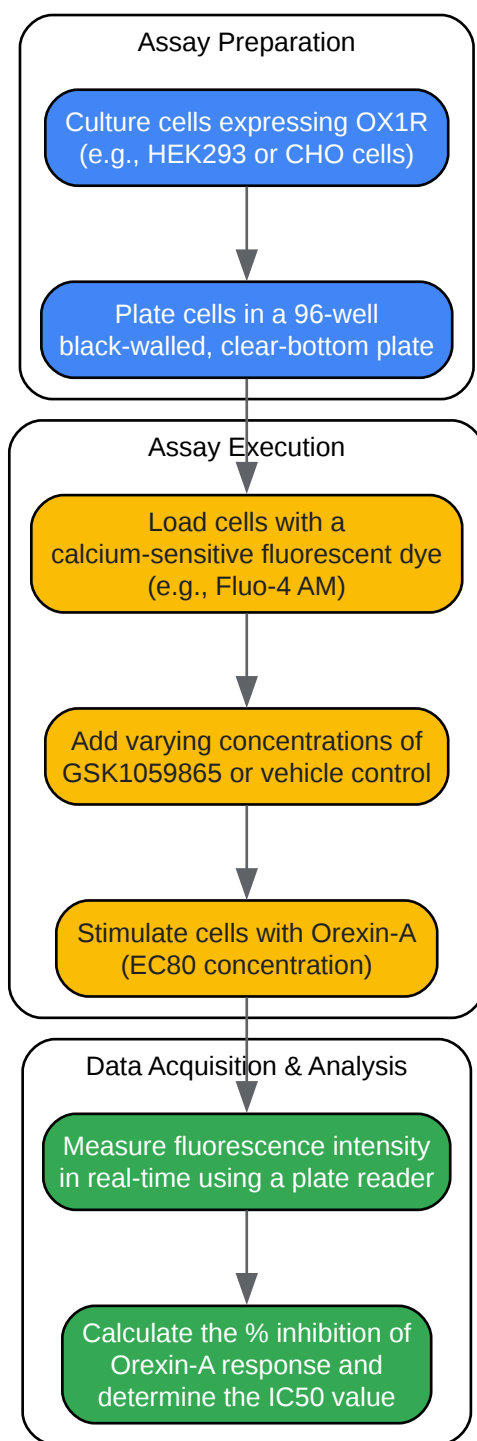 Assay Preparation
Culture cells expressing OX1R
(e.g., HEK293 or CHO cells)
Plate cells in a 96-well
black-walled, clear-bottom plate
Assay Execution
Load cells with a
calcium-sensitive fluorescent dye
(e.g., Fluo-4 AM)
Add varying concentrations of
GSK1059865 or vehicle control
Stimulate cells with Orexin-A
(EC80 concentration)
Data Acquisition & Analysis
Measure fluorescence intensity
in real-time using a plate reader
Calculate the % inhibition of
Orexin-A response and
determine the IC50 value